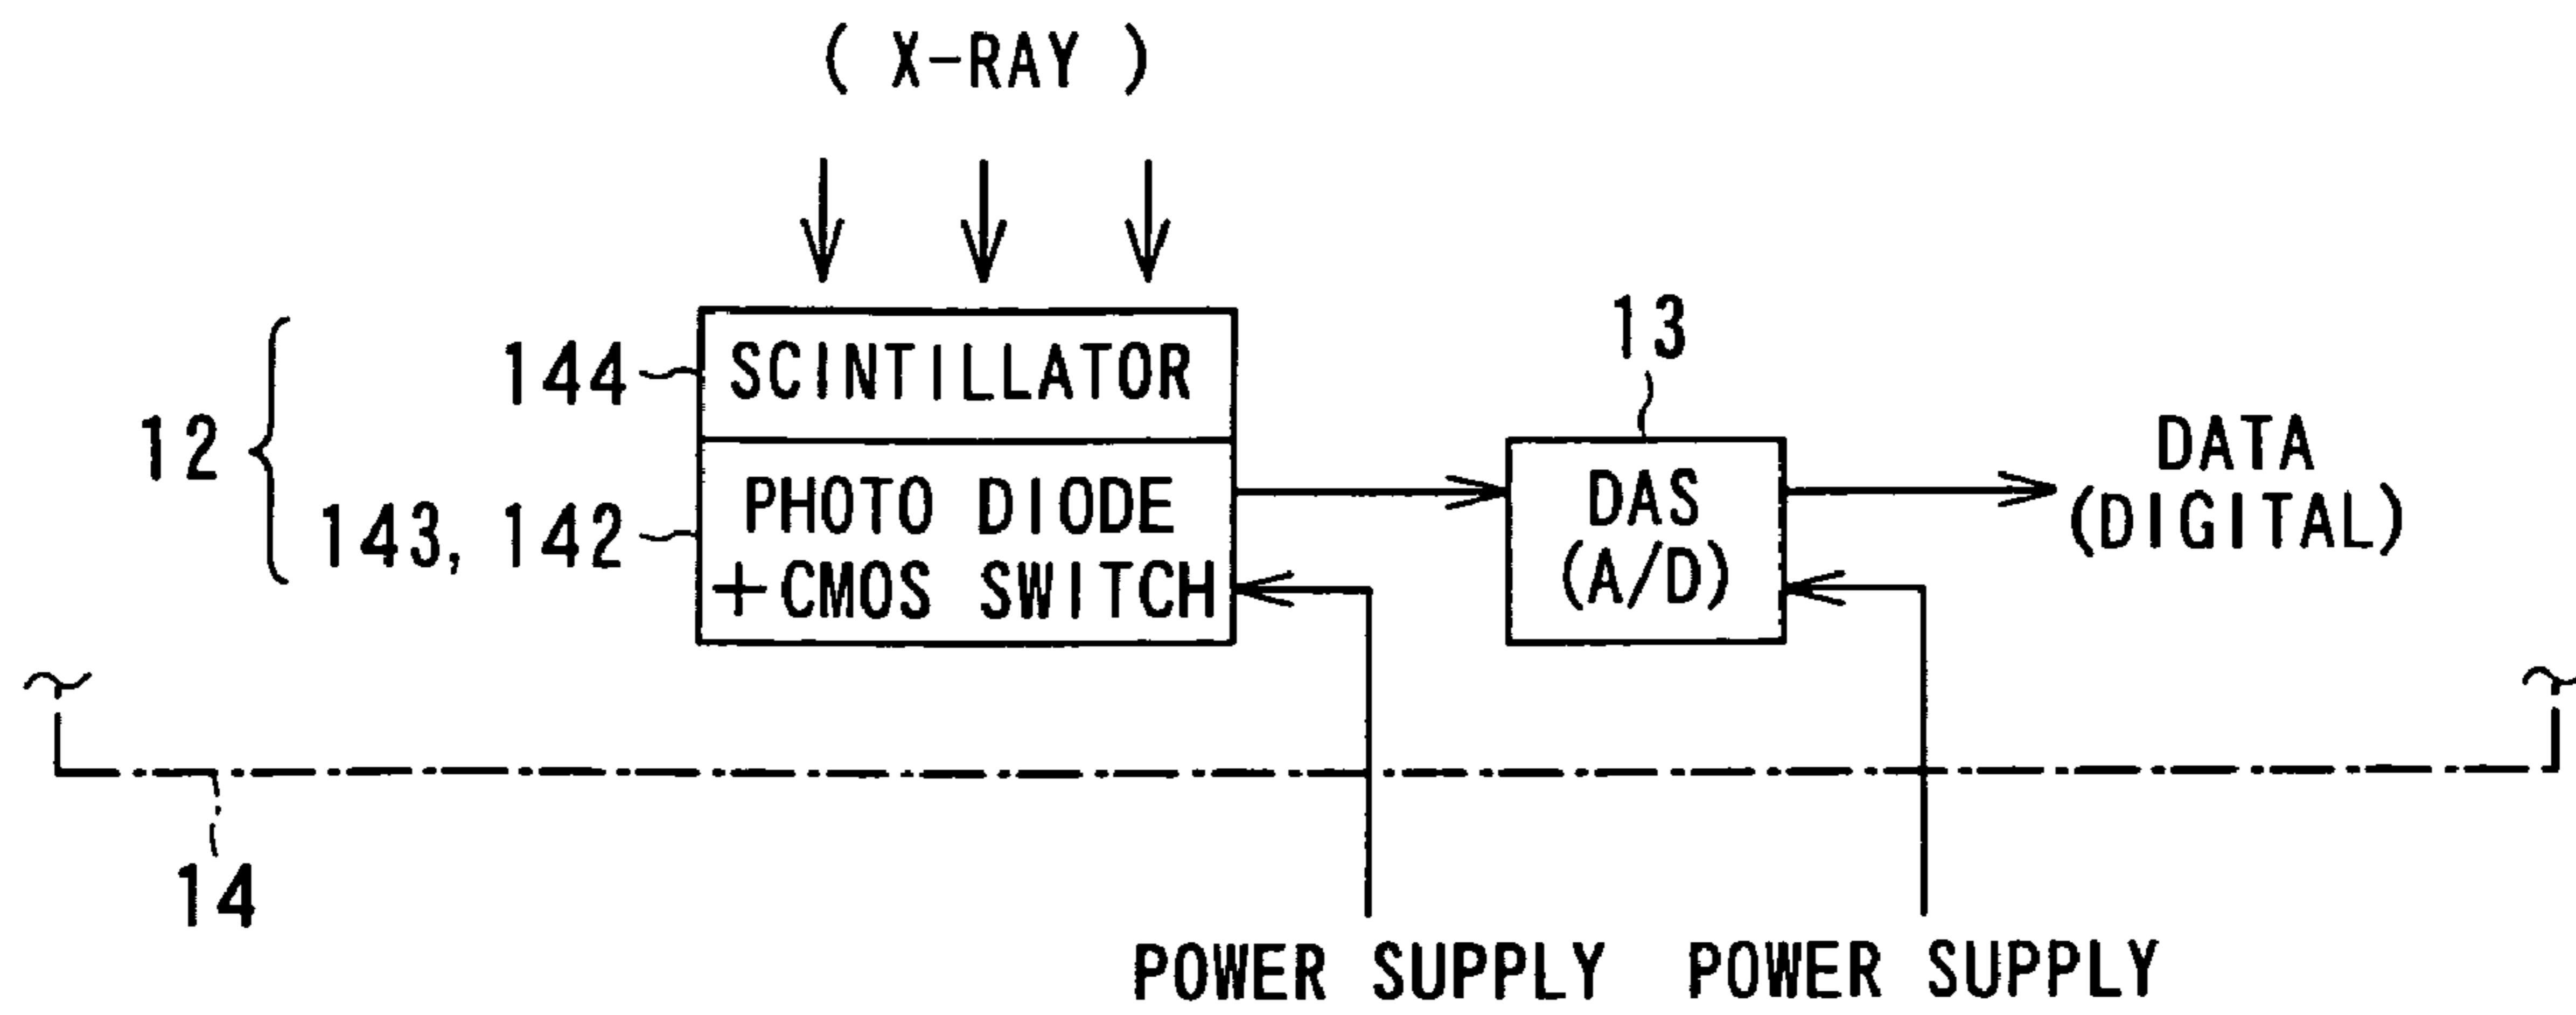 ( X-RAY )
13
144
SCINTILLATOR
12
143, 142
PHOTO DIODE
+CMOS SWITCH
DAS
(A/D)
DATA
(DIGITAL)
14
POWER SUPPLY
POWER SUPPLY